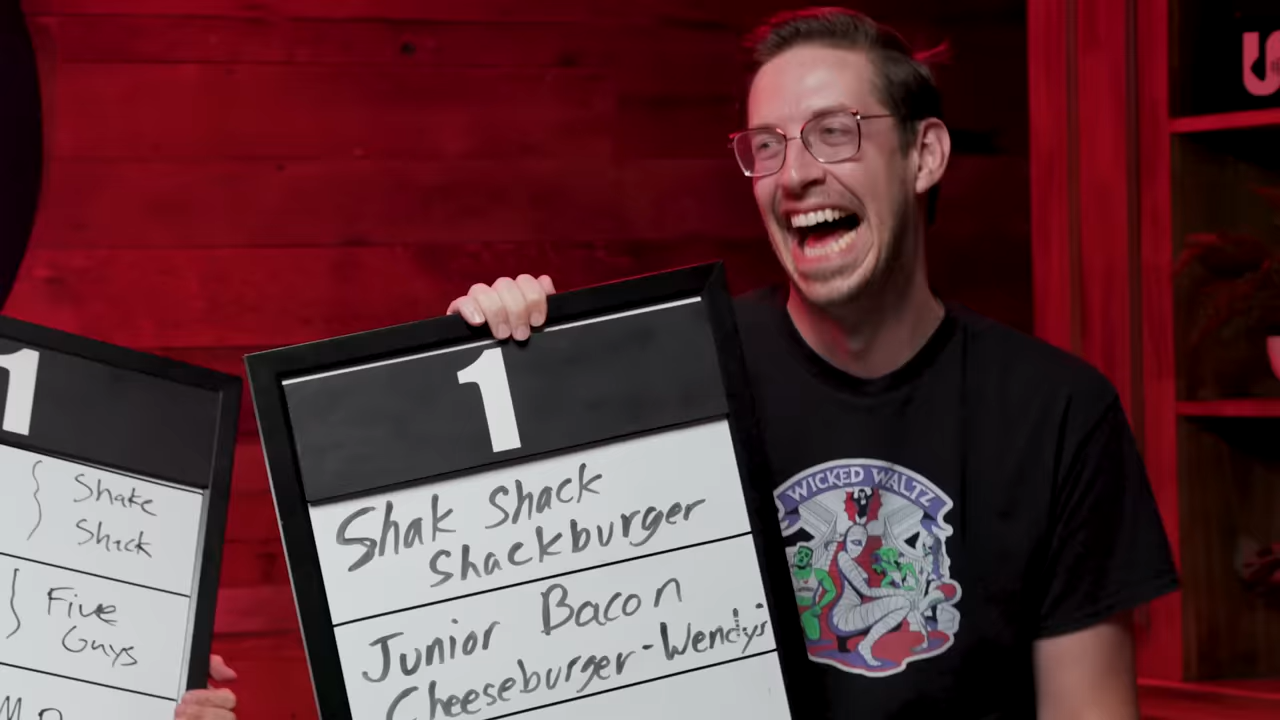 1
Shake
Shack
Five
Guys
1
Shak Shack
Shackburger
Junior Bacon
Cheeseburger-Wendy's
WICKED WALTZ